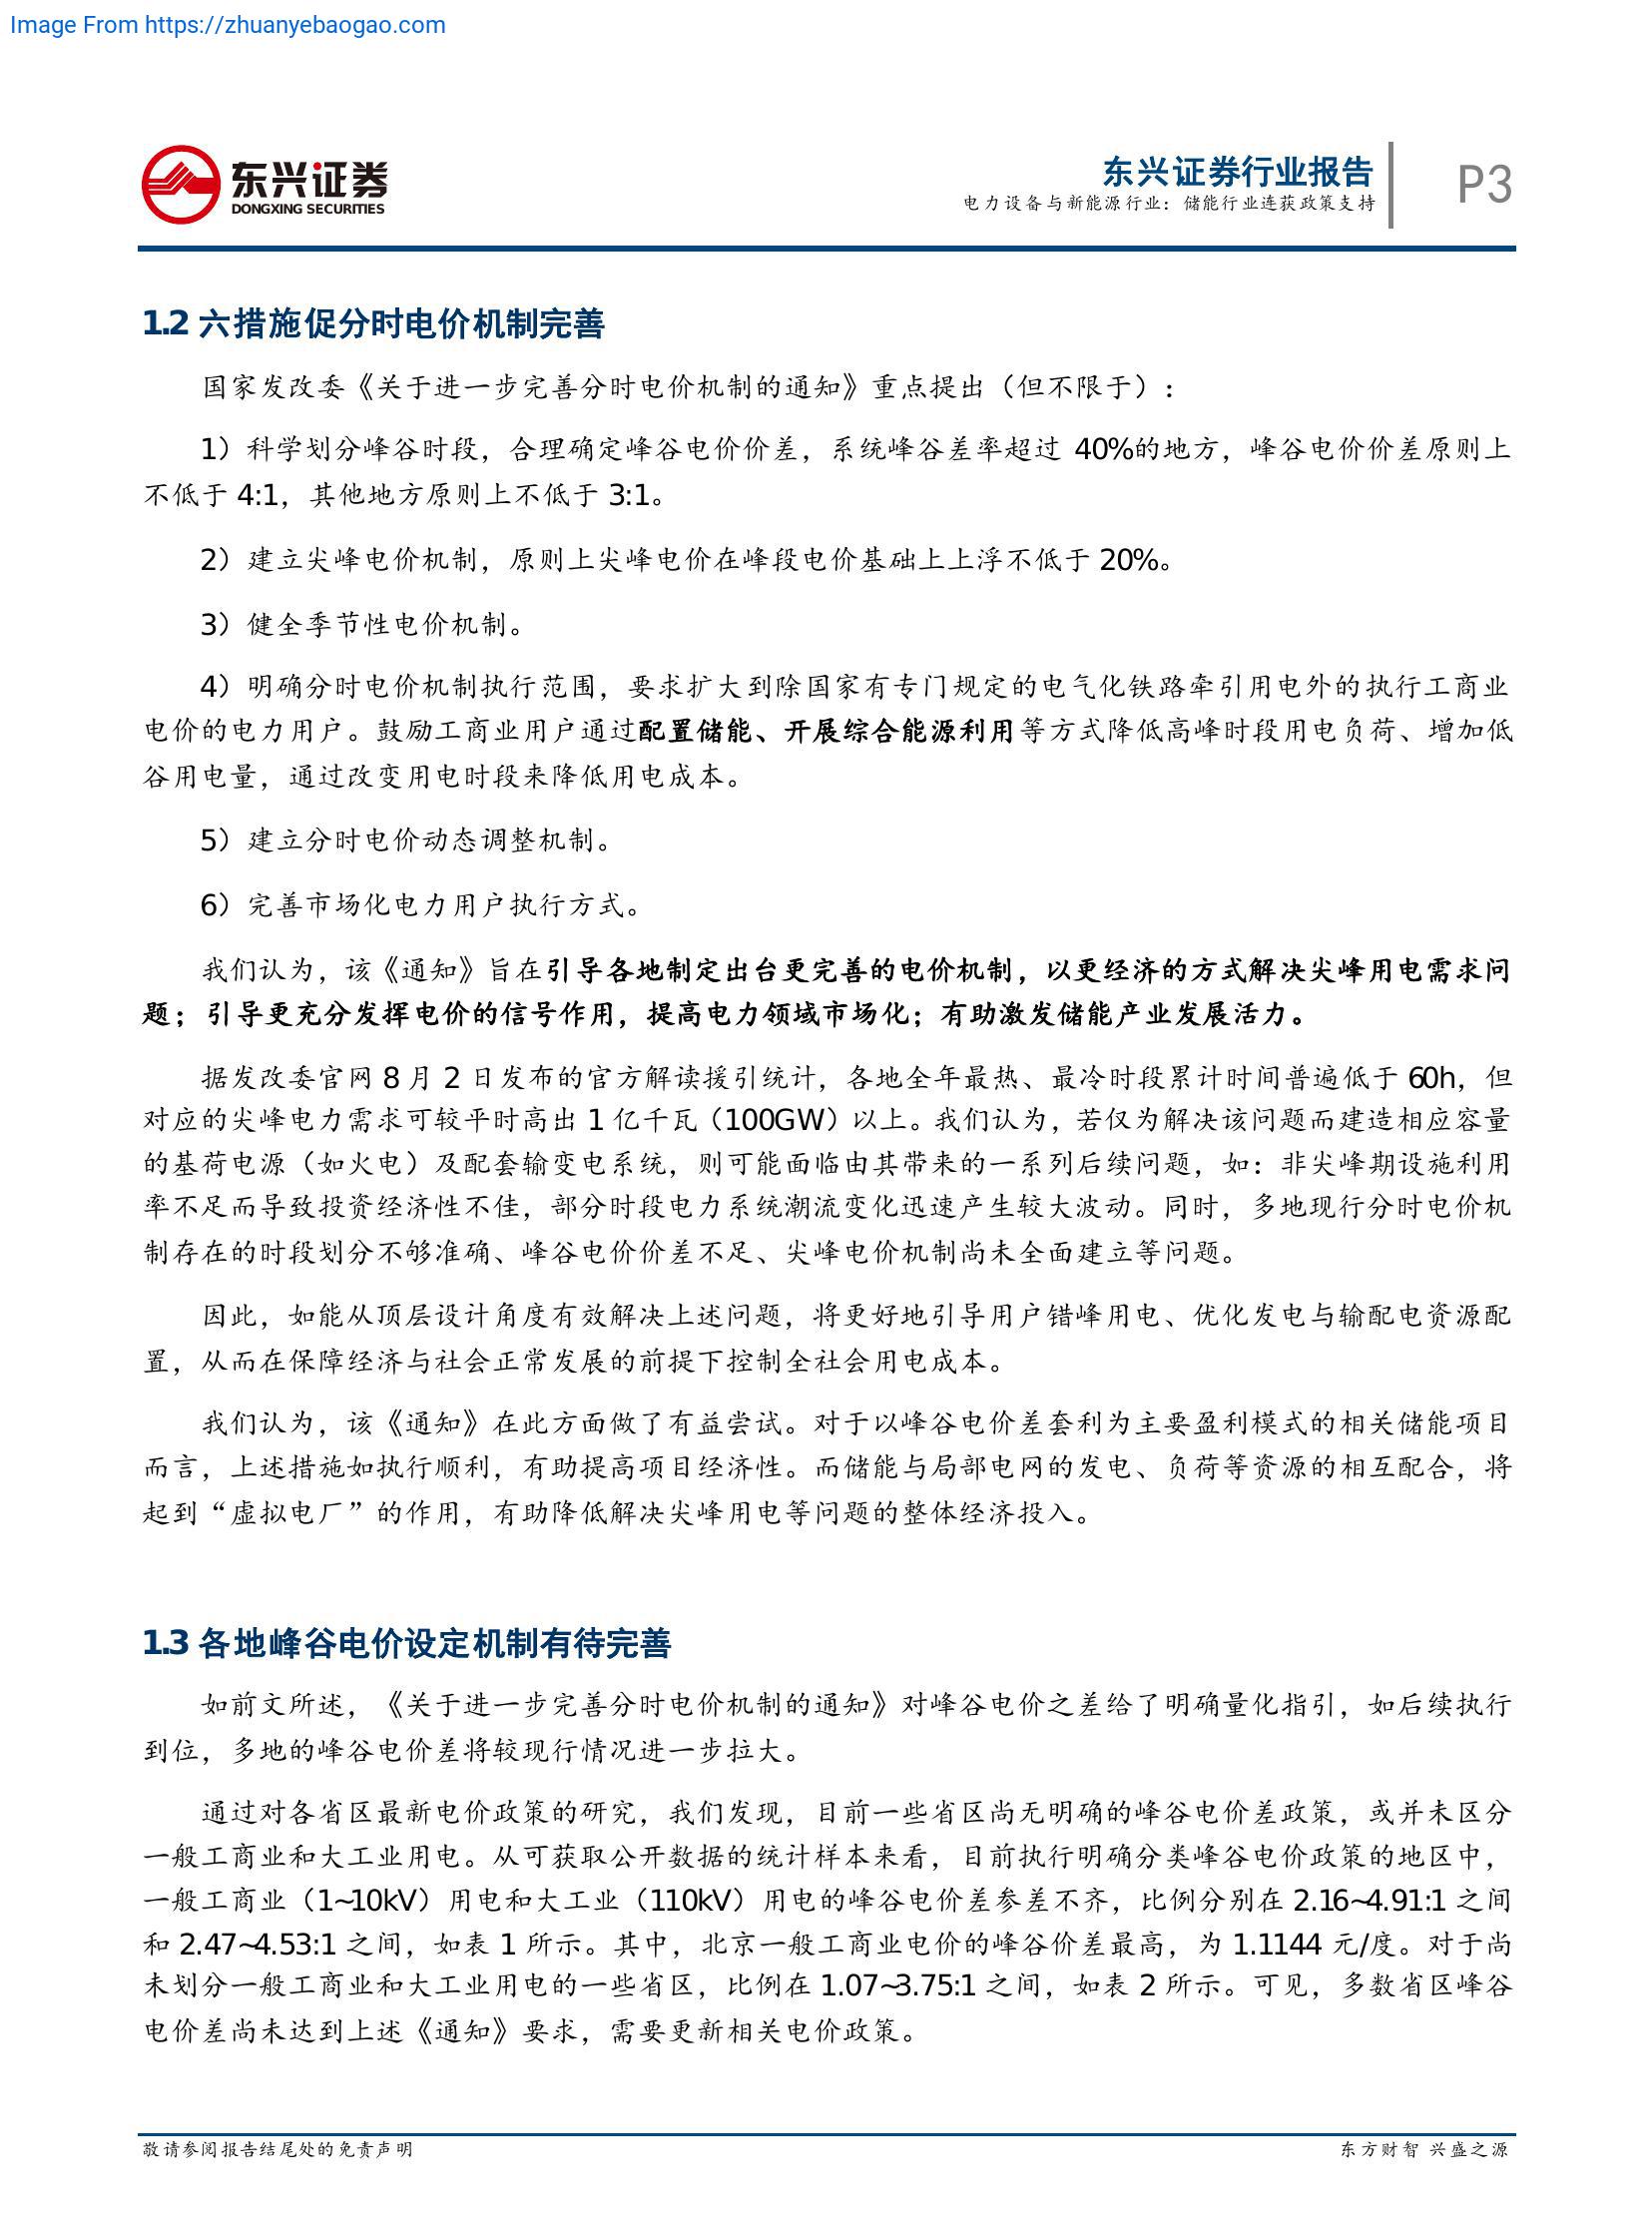 Image From https://zhuanyebaogao.com
东兴证券
DONGXING SECURITIES
东兴证券行业报告
电力设备与新能源行业：储能行业连获政策支持
P3
1.2 六措施促分时电价机制完善
国家发改委《关于进一步完善分时电价机制的通知》重点提出（但不限于）：
1）科学划分峰谷时段，合理确定峰谷电价价差，系统峰谷差率超过 40%的地方，峰谷电价价差原则上
不低于 4:1，其他地方原则上不低于 3:1。
2）建立尖峰电价机制，原则上尖峰电价在峰段电价基础上上浮不低于 20%。
3）健全季节性电价机制。
4）明确分时电价机制执行范围，要求扩大到除国家有专门规定的电气化铁路牵引用电外的执行工商业
电价的电力用户。鼓励工商业用户通过配置储能、开展综合能源利用等方式降低高峰时段用电负荷、增加低
谷用电量，通过改变用电时段来降低用电成本。
5）建立分时电价动态调整机制。
6）完善市场化电力用户执行方式。
我们认为，该《通知》旨在引导各地制定出台更完善的电价机制，以更经济的方式解决尖峰用电需求问
题；引导更充分发挥电价的信号作用，提高电力领域市场化；有助激发储能产业发展活力。
据发改委官网 8 月 2 日发布的官方解读援引统计，各地全年最热、最冷时段累计时间普遍低于 60h，但
对应的尖峰电力需求可较平时高出 1 亿千瓦（100GW）以上。我们认为，若仅为解决该问题而建造相应容量
的基荷电源（如火电）及配套输变电系统，则可能面临由其带来的一系列后续问题，如：非尖峰期设施利用
率不足而导致投资经济性不佳，部分时段电力系统潮流变化迅速产生较大波动。同时，多地现行分时电价机
制存在的时段划分不够准确、峰谷电价价差不足、尖峰电价机制尚未全面建立等问题。
因此，如能从顶层设计角度有效解决上述问题，将更好地引导用户错峰用电、优化发电与输配电资源配
置，从而在保障经济与社会正常发展的前提下控制全社会用电成本。
我们认为，该《通知》在此方面做了有益尝试。对于以峰谷电价差套利为主要盈利模式的相关储能项目
而言，上述措施如执行顺利，有助提高项目经济性。而储能与局部电网的发电、负荷等资源的相互配合，将
起到“虚拟电厂”的作用，有助降低解决尖峰用电等问题的整体经济投入。
1.3 各地峰谷电价设定机制有待完善
如前文所述，《关于进一步完善分时电价机制的通知》对峰谷电价之差给了明确量化指引，如后续执行
到位，多地的峰谷电价差将较现行情况进一步拉大。
通过对各省区最新电价政策的研究，我们发现，目前一些省区尚无明确的峰谷电价差政策，或并未区分
一般工商业和大工业用电。从可获取公开数据的统计样本来看，目前执行明确分类峰谷电价政策的地区中，
一般工商业（1~10kV）用电和大工业（110kV）用电的峰谷电价差参差不齐，比例分别在 2.16~4.91:1 之间
和 2.47~4.53:1 之间，如表 1 所示。其中，北京一般工商业电价的峰谷价差最高，为 1.1144 元/度。对于尚
未划分一般工商业和大工业用电的一些省区，比例在 1.07~3.75:1 之间，如表 2 所示。可见，多数省区峰谷
电价差尚未达到上述《通知》要求，需要更新相关电价政策。
敬请参阅报告结尾处的免责声明
东方财智 兴盛之源